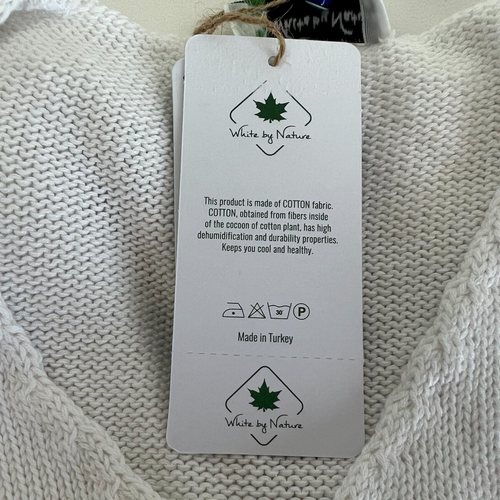 White by Nature
This product is made of COTTON fabric.
COTTON, obtained from fibers inside
of the cocoon of cotton plant, has high
dehumidification and durability properties.
Keeps you cool and healthy.
30° P
Made in Turkey
White by Nature